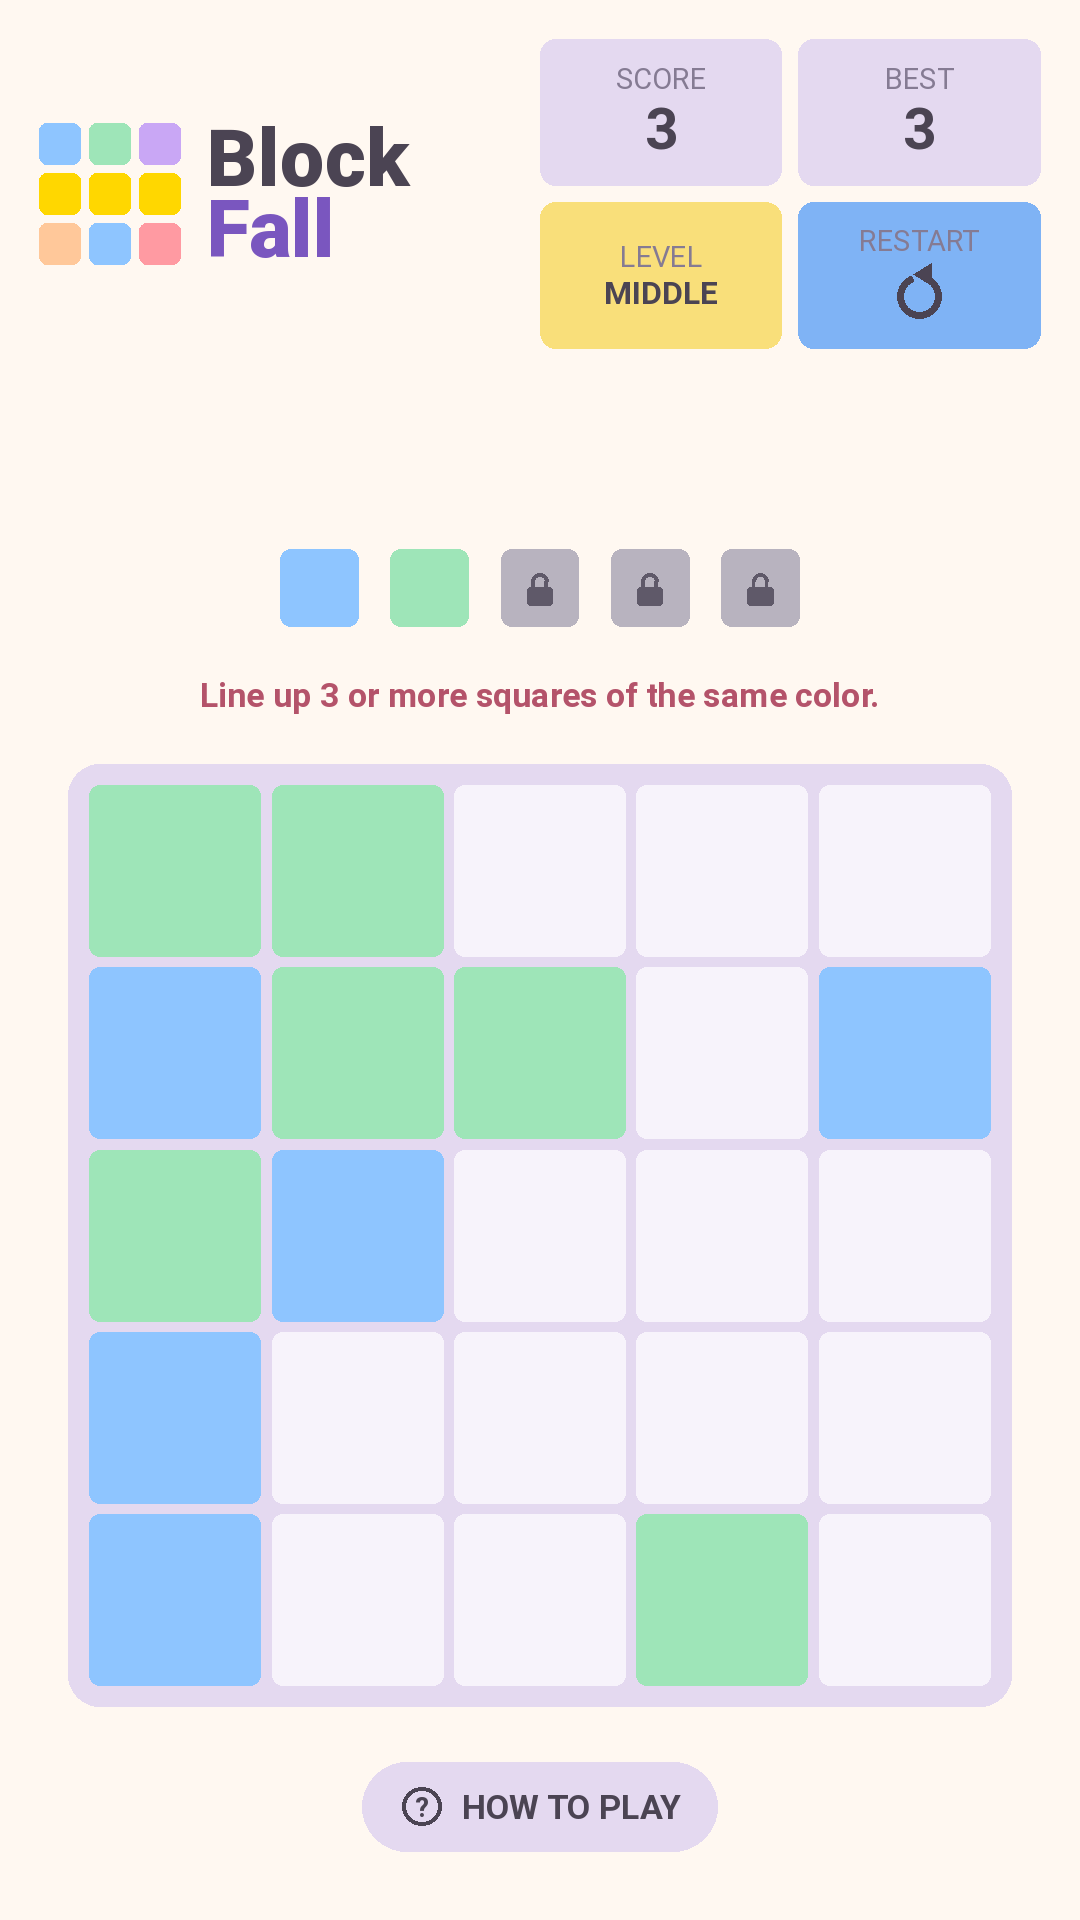 SCORE
3
BEST
3
Block
Fall
LEVEL
MIDDLE
RESTART
Line up 3 or more squares of the same color.
? HOW TO PLAY